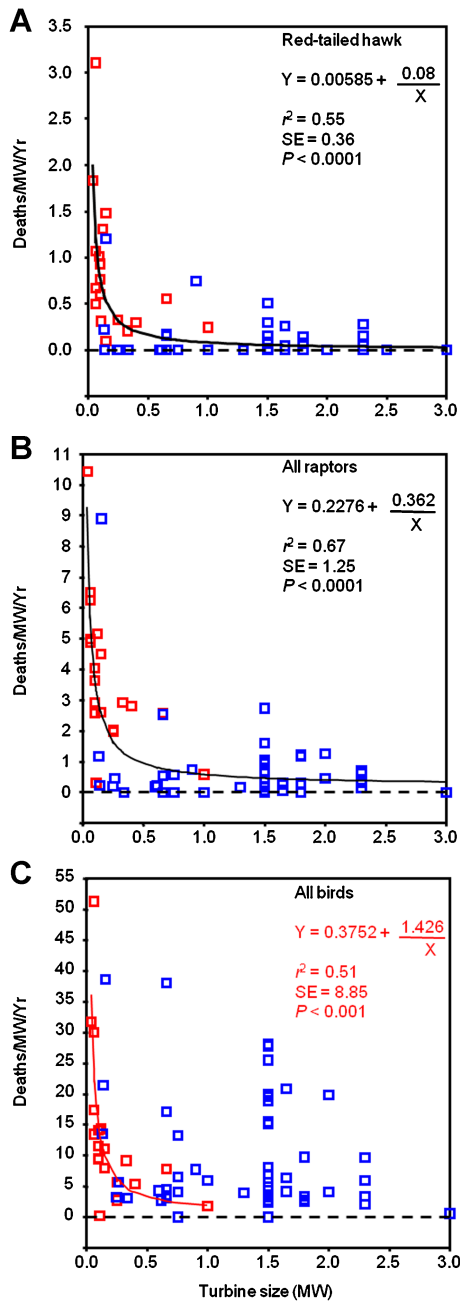 A
Red-tailed hawk
Y = 0.00585 + 0.08
X
r² = 0.55
SE = 0.36
P < 0.0001
3.5
3.0
2.5
2.0
1.5
1.0
0.5
0.0
Deaths/MW/Yr
0.0 0.5 1.0 1.5 2.0 2.5 3.0
B
All raptors
Y = 0.2276 + 0.362
X
r² = 0.67
SE = 1.25
P < 0.0001
11
10
9
8
7
6
5
4
3
2
1
0
Deaths/MW/Yr
0.0 0.5 1.0 1.5 2.0 2.5 3.0
C
All birds
Y = 0.3752 + 1.426
X
r² = 0.51
SE = 8.85
P < 0.001
55
50
45
40
35
30
25
20
15
10
5
0
Deaths/MW/Yr
0.0 0.5 1.0 1.5 2.0 2.5 3.0
Turbine size (MW)